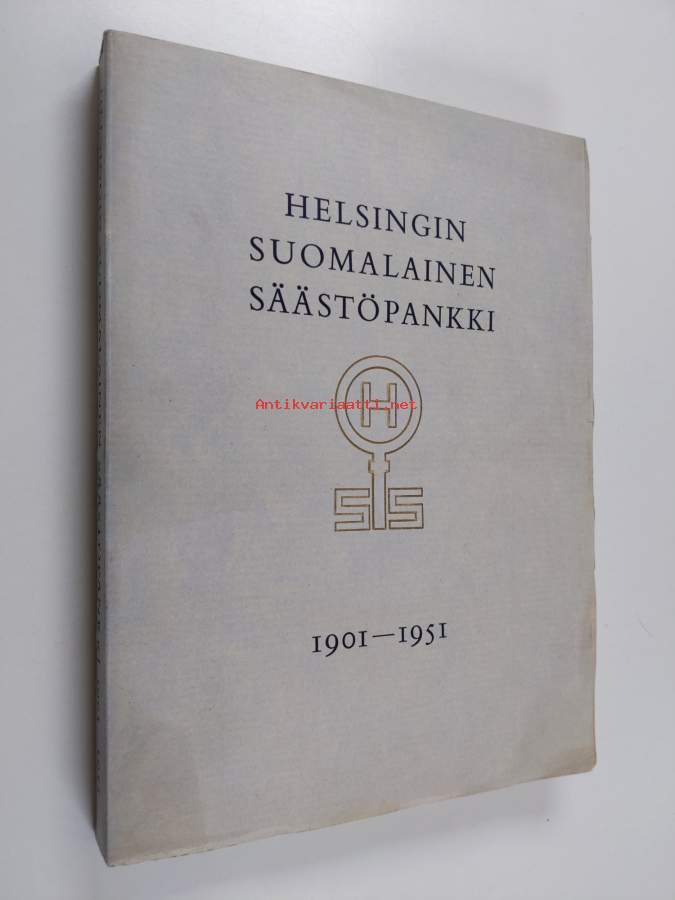 HELSINGIN
SUOMALAINEN
SÄÄSTÖPANKKI
Antikvariaatti.net
H
SS
1901—1951